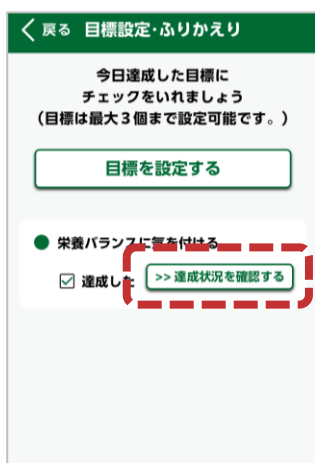 戻る 目標設定・ふりかえり
今日達成した目標に
チェックをいれましょう
（目標は最大３個まで設定可能です。）
目標を設定する
栄養バランスに気を付ける
達成した >> 達成状況を確認する